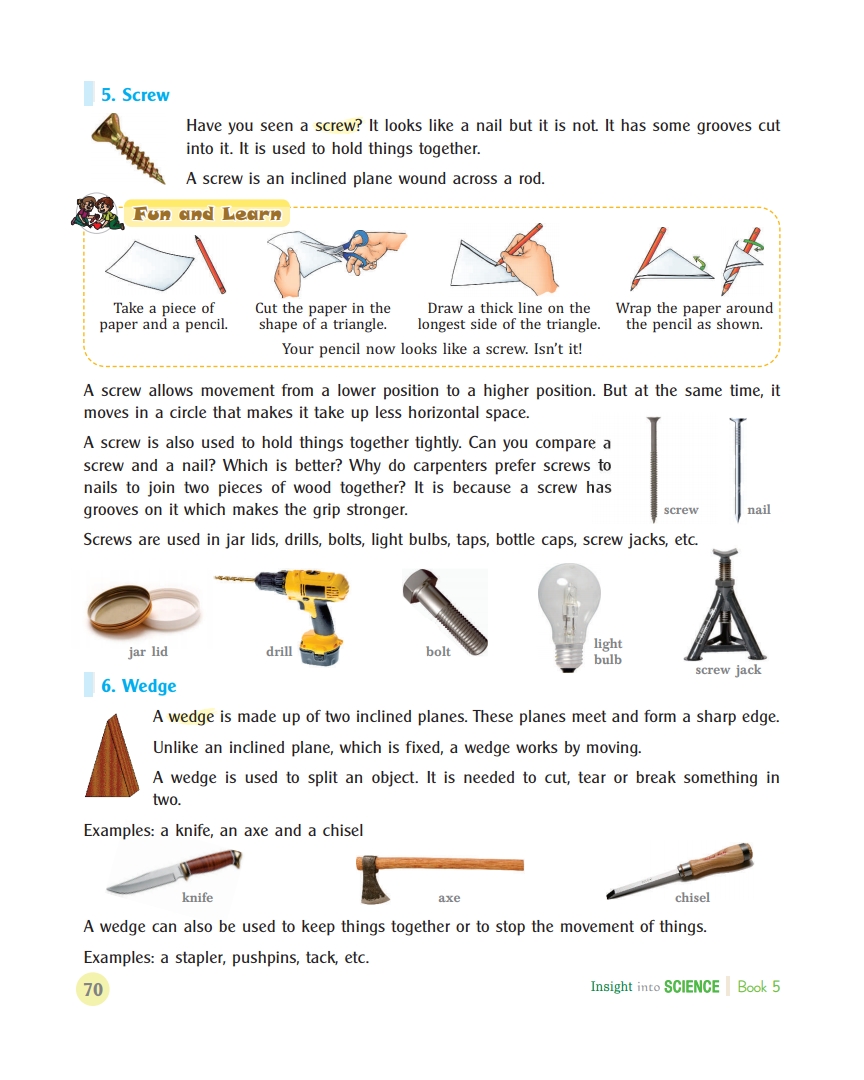 5. Screw
Have you seen a screw? It looks like a nail but it is not. It has some grooves cut
into it. It is used to hold things together.
A screw is an inclined plane wound across a rod.
Fun and Learn
Take a piece of
paper and a pencil.
Cut the paper in the
shape of a triangle.
Draw a thick line on the
longest side of the triangle.
Wrap the paper around
the pencil as shown.
Your pencil now looks like a screw. Isn't it!
A screw allows movement from a lower position to a higher position. But at the same time, it
moves in a circle that makes it take up less horizontal space.
A screw is also used to hold things together tightly. Can you compare a
screw and a nail? Which is better? Why do carpenters prefer screws to
nails to join two pieces of wood together? It is because a screw has
grooves on it which makes the grip stronger.
screw
nail
Screws are used in jar lids, drills, bolts, light bulbs, taps, bottle caps, screw jacks, etc.
jar lid
drill
bolt
light
bulb
screw jack
6. Wedge
A wedge is made up of two inclined planes. These planes meet and form a sharp edge.
Unlike an inclined plane, which is fixed, a wedge works by moving.
A wedge is used to split an object. It is needed to cut, tear or break something in
two.
Examples: a knife, an axe and a chisel
knife
axe
chisel
A wedge can also be used to keep things together or to stop the movement of things.
Examples: a stapler, pushpins, tack, etc.
70
Insight into SCIENCE Book 5